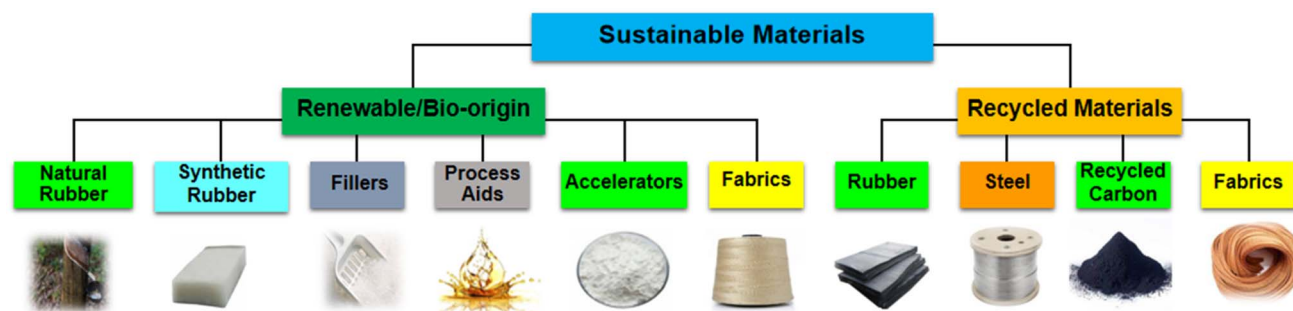 Sustainable Materials
Renewable/Bio-origin
Recycled Materials
Natural
Rubber
Synthetic
Rubber
Fillers
Process
Aids
Accelerators
Fabrics
Rubber
Steel
Recycled
Carbon
Fabrics